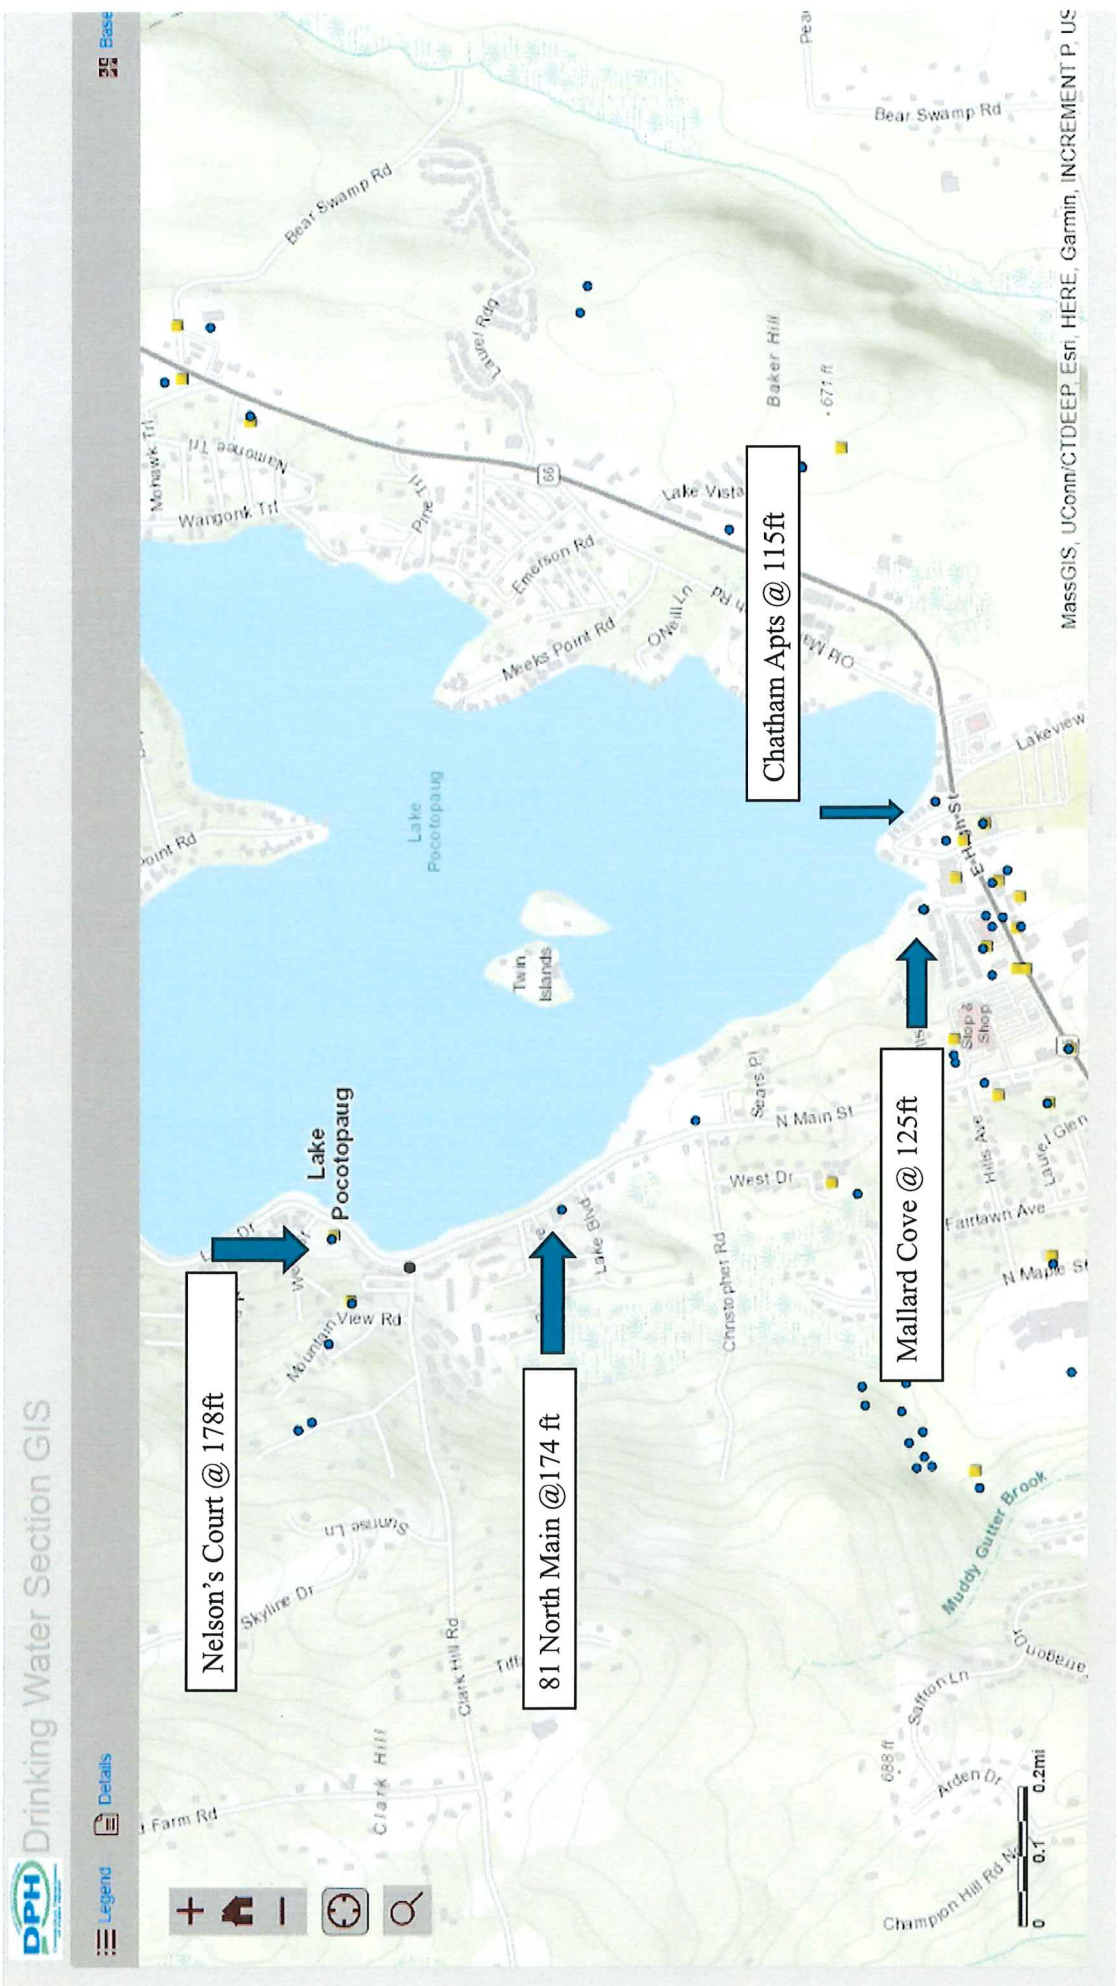 DPH Drinking Water Section GIS
Legend
Details
Base
Farm Rd
Skyline Dr
Sunrise Ln
Clark Hill
Clark Hill Rd
Mountain View Rd
Nelson's Court @ 178ft
Lake
Pocotopaug
81 North Main @174 ft
Lake Blvd
Point Rd
Lake
Pocotopaug
Twin
Islands
Mohawk Trl
Namonee Trl
Wangonk Trl
Pine Trl
Bear Swamp Rd
Laurel Rdg
66
Emerson Rd
Meeks Point Rd
ONeill Ln
Lake Vista
Baker Hill
671 ft
Bear Swamp Rd
Chatham Apts @ 115ft
E High St
Lakeview
Sears Pl
N Main St
West Dr
Christopher Rd
Mallard Cove @ 125ft
Stop &
Shop
Hills Ave
Laurel Glen
Fairlawn Ave
N Maple St
Muddy Gutter Brook
Saffron Ln
688 ft
Arden Dr
Champion Hill Rd
0 0.1 0.2mi
MassGIS, UConn/CTDEEP, Esri, HERE, Garmin, INCREMENT P, US